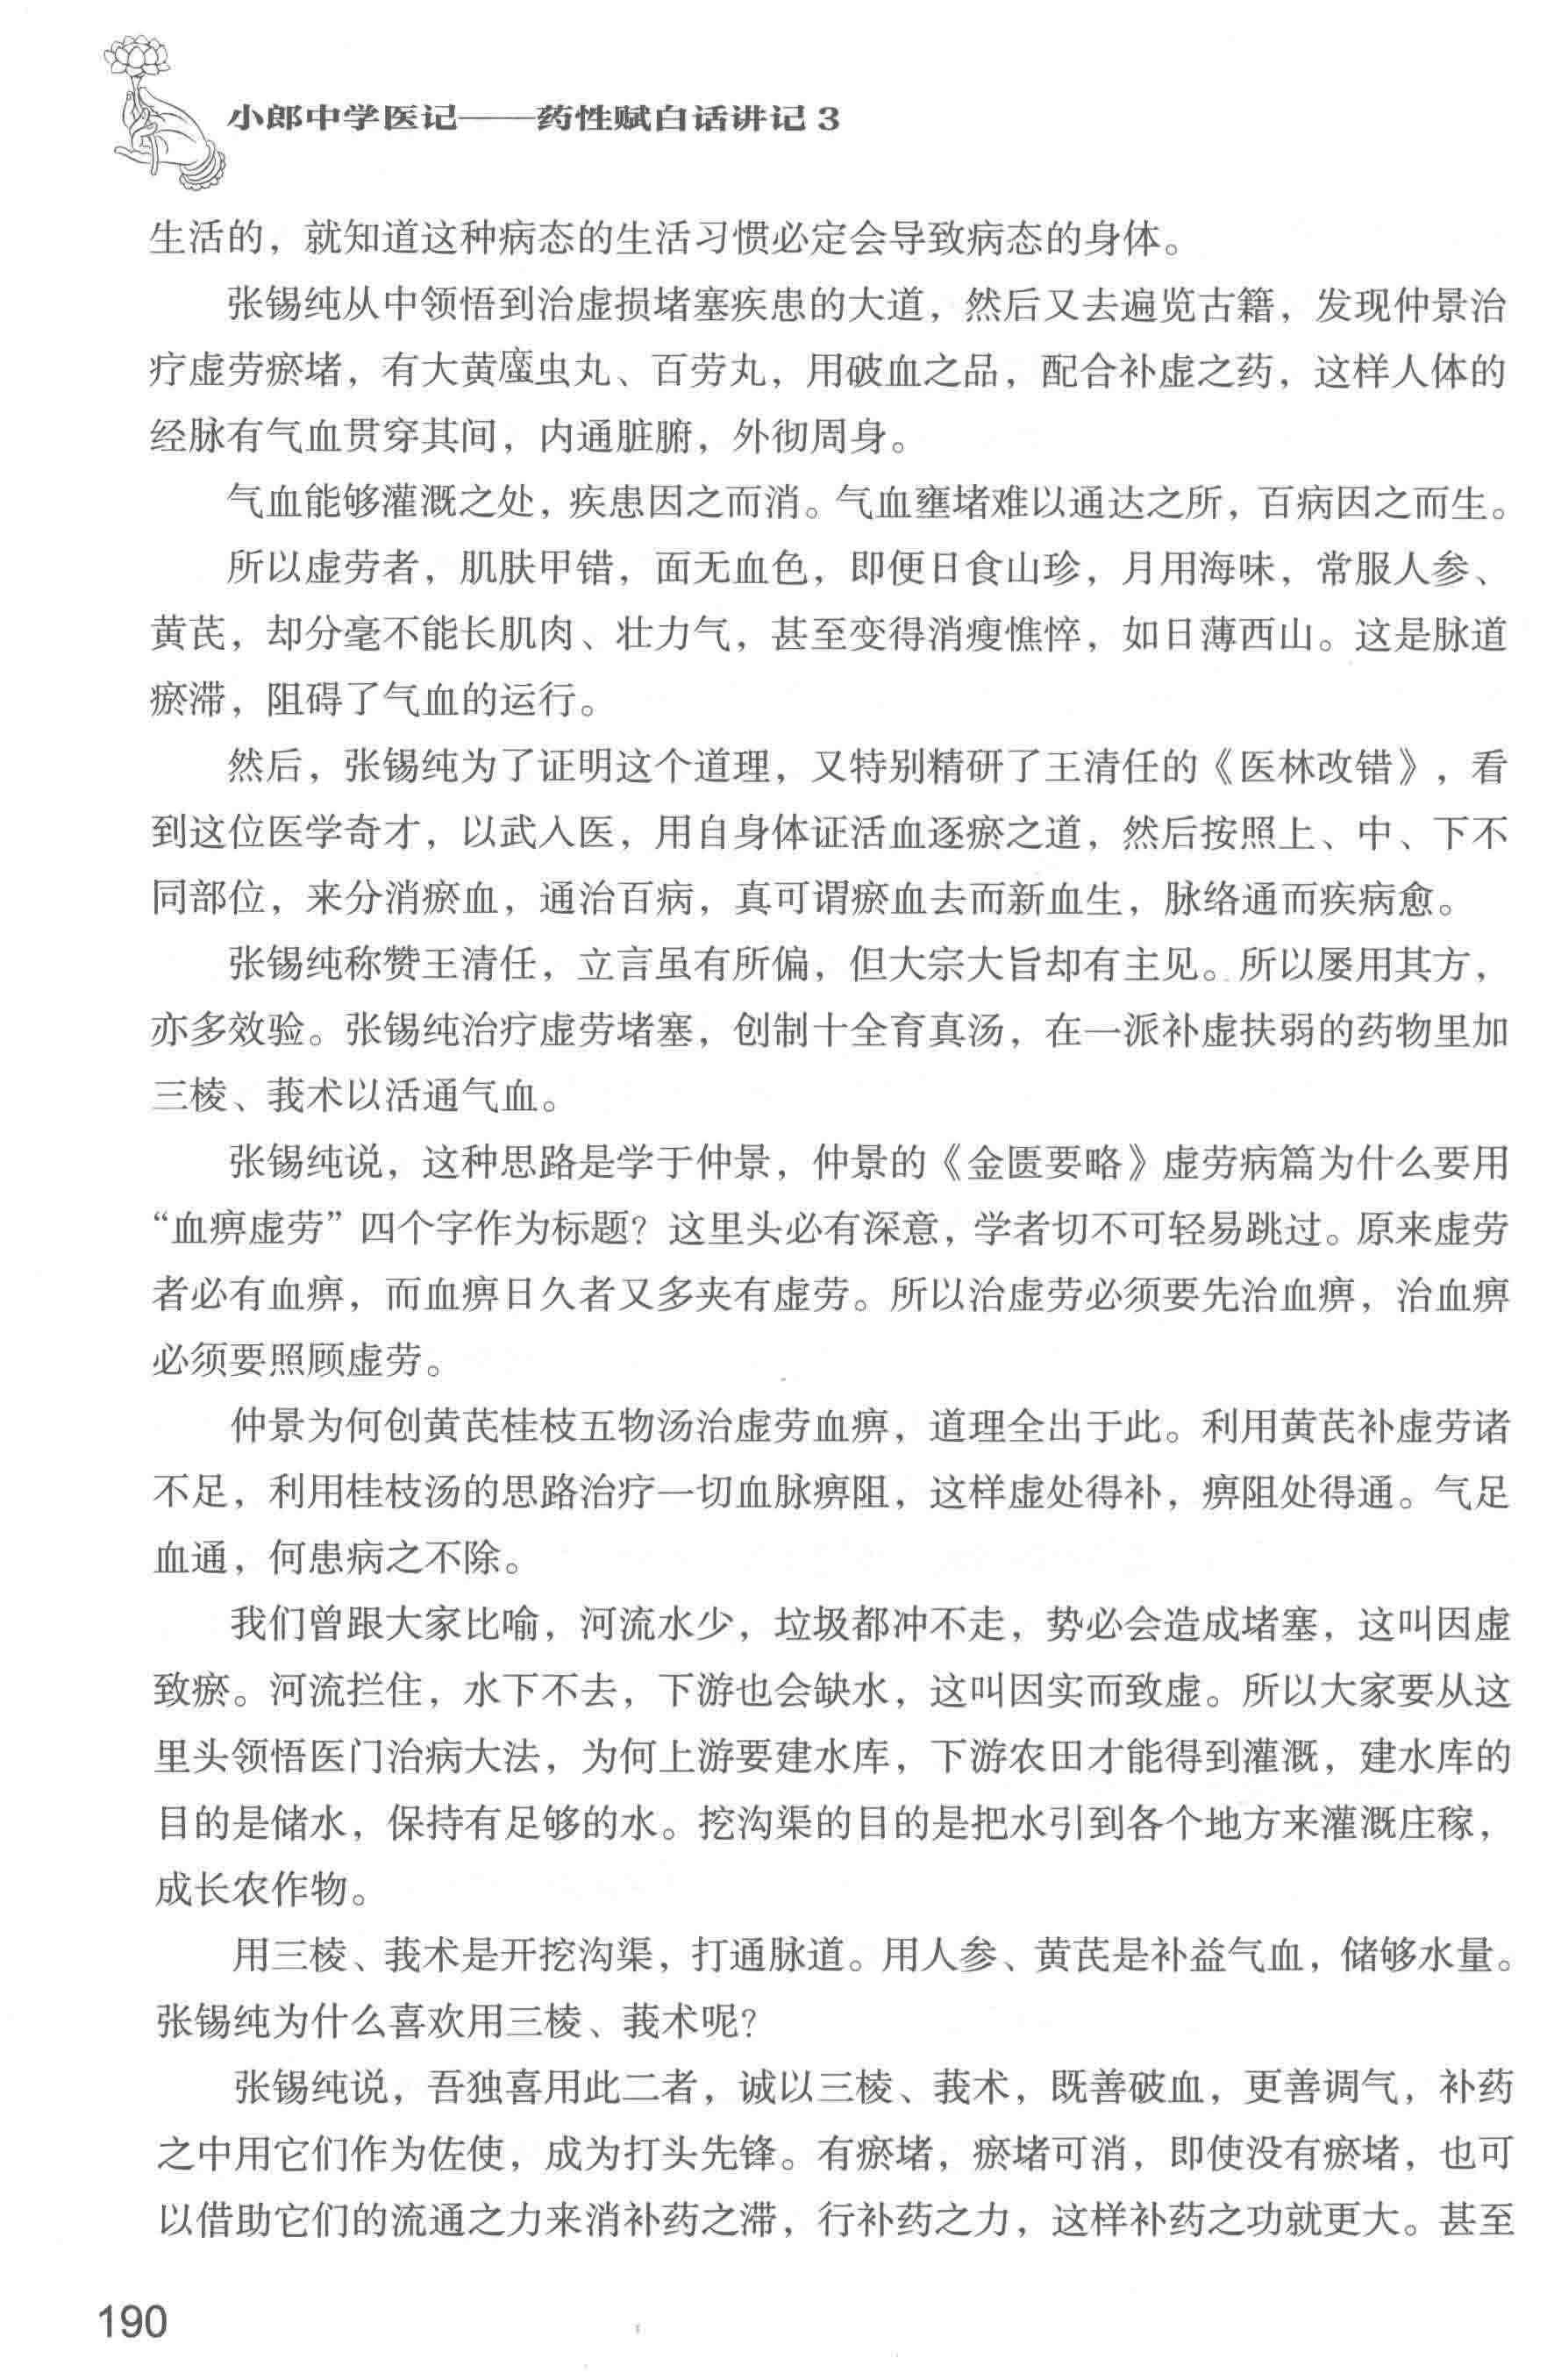 小郎中学医记——药性赋白话讲记 3
生活的，就知道这种病态的生活习惯必定会导致病态的身体。
张锡纯从中领悟到治虚损堵塞疾患的大道，然后又去遍览古籍，发现仲景治
疗虚劳瘀堵，有大黄䗪虫丸、百劳丸，用破血之品，配合补虚之药，这样人体的
经脉有气血贯穿其间，内通脏腑，外彻周身。
气血能够灌溉之处，疾患因之而消。气血壅堵难以通达之所，百病因之而生。
所以虚劳者，肌肤甲错，面无血色，即便日食山珍，月用海味，常服人参、
黄芪，却分毫不能长肌肉、壮力气，甚至变得消瘦憔悴，如日薄西山。这是脉道
瘀滞，阻碍了气血的运行。
然后，张锡纯为了证明这个道理，又特别精研了王清任的《医林改错》，看
到这位医学奇才，以武入医，用自身体证活血逐瘀之道，然后按照上、中、下不
同部位，来分消瘀血，通治百病，真可谓瘀血去而新血生，脉络通而疾病愈。
张锡纯称赞王清任，立言虽有所偏，但大宗大旨却有主见。所以屡用其方，
亦多效验。张锡纯治疗虚劳堵塞，创制十全育真汤，在一派补虚扶弱的药物里加
三棱、莪术以活通气血。
张锡纯说，这种思路是学于仲景，仲景的《金匮要略》虚劳病篇为什么要用
“血痹虚劳”四个字作为标题？这里头必有深意，学者切不可轻易跳过。原来虚劳
者必有血痹，而血痹日久者又多夹有虚劳。所以治虚劳必须要先治血痹，治血痹
必须要照顾虚劳。
仲景为何创黄芪桂枝五物汤治虚劳血痹，道理全出于此。利用黄芪补虚劳诸
不足，利用桂枝汤的思路治疗一切血脉痹阻，这样虚处得补，痹阻处得通。气足
血通，何患病之不除。
我们曾跟大家比喻，河流水少，垃圾都冲不走，势必会造成堵塞，这叫因虚
致瘀。河流拦住，水下不去，下游也会缺水，这叫因实而致虚。所以大家要从这
里头领悟医门治病大法，为何上游要建水库，下游农田才能得到灌溉，建水库的
目的是储水，保持有足够的水。挖沟渠的目的是把水引到各个地方来灌溉庄稼，
成长农作物。
用三棱、莪术是开挖沟渠，打通脉道。用人参、黄芪是补益气血，储够水量。
张锡纯为什么喜欢用三棱、莪术呢？
张锡纯说，吾独喜用此二者，诚以三棱、莪术，既善破血，更善调气，补药
之中用它们作为佐使，成为打头先锋。有瘀堵，瘀堵可消，即使没有瘀堵，也可
以借助它们的流通之力来消补药之滞，行补药之力，这样补药之功就更大。甚至
190